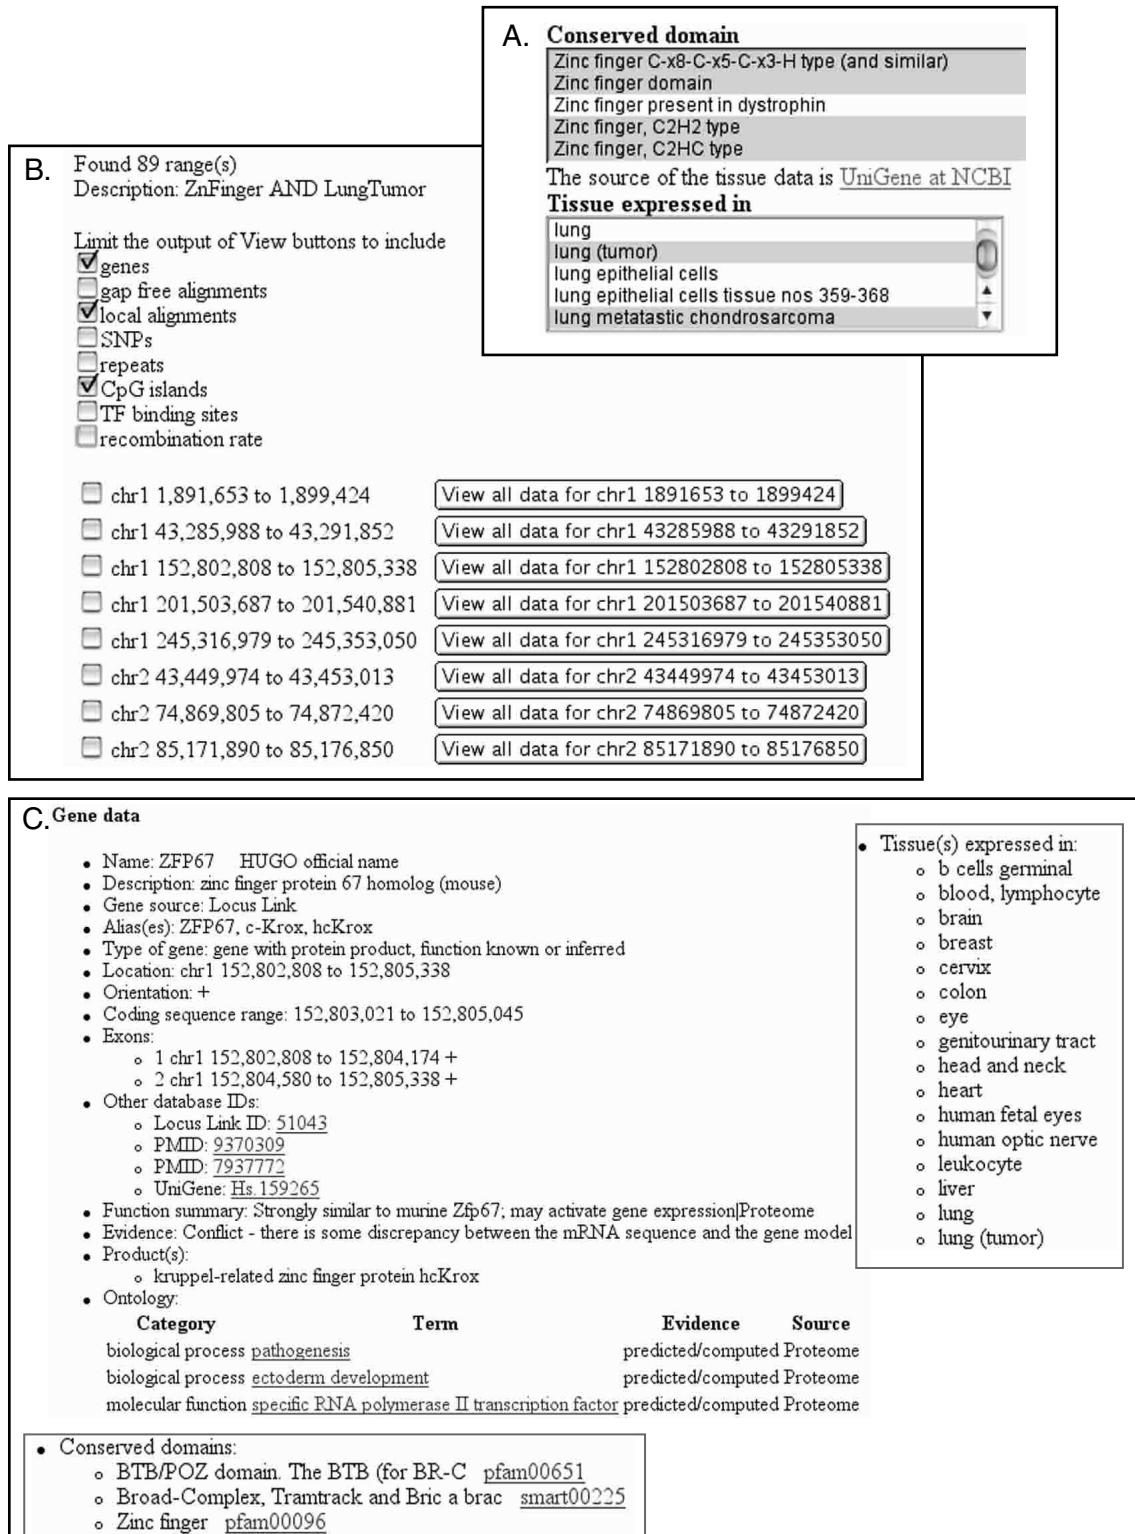 A.
Conserved domain
Zinc finger C-x8-C-x5-C-x3-H type (and similar)
Zinc finger domain
Zinc finger present in dystrophin
Zinc finger, C2H2 type
Zinc finger, C2HC type
The source of the tissue data is UniGene at NCBI
Tissue expressed in
lung
lung (tumor)
lung epithelial cells
lung epithelial cells tissue nos 359-368
lung metatastic chondrosarcoma
B.
Found 89 range(s)
Description: ZnFinger AND LungTumor
Limit the output of View buttons to include
genes
gap free alignments
local alignments
SNPs
repeats
CpG islands
TF binding sites
recombination rate
chr1 1,891,653 to 1,899,424 View all data for chr1 1891653 to 1899424
chr1 43,285,988 to 43,291,852 View all data for chr1 43285988 to 43291852
chr1 152,802,808 to 152,805,338 View all data for chr1 152802808 to 152805338
chr1 201,503,687 to 201,540,881 View all data for chr1 201503687 to 201540881
chr1 245,316,979 to 245,353,050 View all data for chr1 245316979 to 245353050
chr2 43,449,974 to 43,453,013 View all data for chr2 43449974 to 43453013
chr2 74,869,805 to 74,872,420 View all data for chr2 74869805 to 74872420
chr2 85,171,890 to 85,176,850 View all data for chr2 85171890 to 85176850
C. Gene data
Name: ZFP67 HUGO official name
Description: zinc finger protein 67 homolog (mouse)
Gene source: Locus Link
Alias(es): ZFP67, c-Krox, hcKrox
Type of gene: gene with protein product, function known or inferred
Location: chr1 152,802,808 to 152,805,338
Orientation: +
Coding sequence range: 152,803,021 to 152,805,045
Exons:
1 chr1 152,802,808 to 152,804,174 +
2 chr1 152,804,580 to 152,805,338 +
Other database IDs:
Locus Link ID: 51043
PMID: 9370309
PMID: 7937772
UniGene: Hs.159265
Function summary: Strongly similar to murine Zfp67; may activate gene expression|Proteome
Evidence: Conflict - there is some discrepancy between the mRNA sequence and the gene model
Product(s):
kruppel-related zinc finger protein hcKrox
Ontology:
Category Term Evidence Source
biological process pathogenesis predicted/computed Proteome
biological process ectoderm development predicted/computed Proteome
molecular function specific RNA polymerase II transcription factor predicted/computed Proteome
Tissue(s) expressed in:
b cells germinal
blood, lymphocyte
brain
breast
cervix
colon
eye
genitourinary tract
head and neck
heart
human fetal eyes
human optic nerve
leukocyte
liver
lung
lung (tumor)
Conserved domains:
BTB/POZ domain. The BTB (for BR-C pfam00651
Broad-Complex, Tramtrack and Bric a brac smart00225
Zinc finger pfam00096